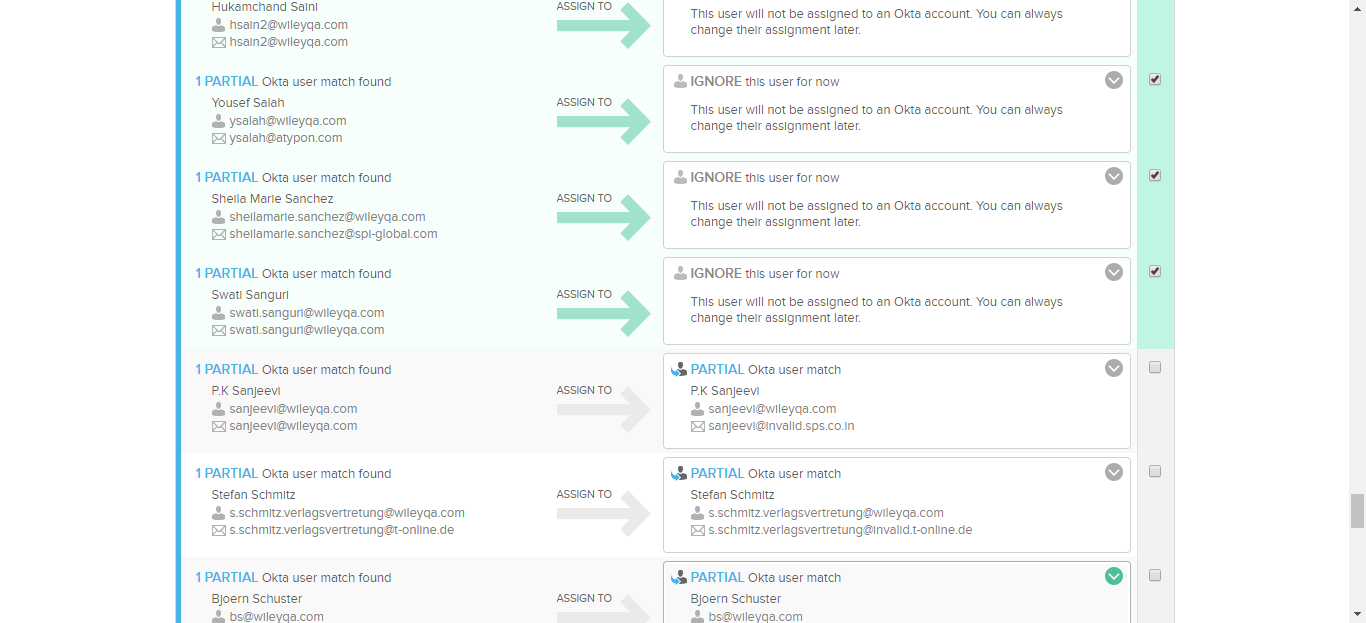 Hukamchand Saini
hsain2@wileyqa.com
hsain2@wileyqa.com
ASSIGN TO
This user will not be assigned to an Okta account. You can always
change their assignment later.
1 PARTIAL Okta user match found
Yousef Salah
ysalah@wileyqa.com
ysalah@atypon.com
ASSIGN TO
IGNORE this user for now
This user will not be assigned to an Okta account. You can always
change their assignment later.
1 PARTIAL Okta user match found
Sheila Marie Sanchez
sheilamarie.sanchez@wileyqa.com
sheilamarie.sanchez@spi-global.com
ASSIGN TO
IGNORE this user for now
This user will not be assigned to an Okta account. You can always
change their assignment later.
1 PARTIAL Okta user match found
Swati Sanguri
swati.sanguri@wileyqa.com
swati.sanguri@wileyqa.com
ASSIGN TO
IGNORE this user for now
This user will not be assigned to an Okta account. You can always
change their assignment later.
1 PARTIAL Okta user match found
P.K Sanjeevi
sanjeevi@wileyqa.com
sanjeevi@wileyqa.com
ASSIGN TO
PARTIAL Okta user match
P.K Sanjeevi
sanjeevi@wileyqa.com
sanjeevi@invalid.sps.co.in
1 PARTIAL Okta user match found
Stefan Schmitz
s.schmitz.verlagsvertretung@wileyqa.com
s.schmitz.verlagsvertretung@t-online.de
ASSIGN TO
PARTIAL Okta user match
Stefan Schmitz
s.schmitz.verlagsvertretung@wileyqa.com
s.schmitz.verlagsvertretung@invalid.t-online.de
1 PARTIAL Okta user match found
Bjoern Schuster
bs@wileyqa.com
ASSIGN TO
PARTIAL Okta user match
Bjoern Schuster
bs@wileyqa.com